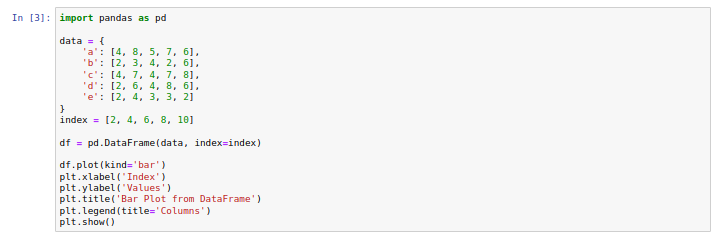 In [3]: import pandas as pd
data = {
    'a': [4, 8, 5, 7, 6],
    'b': [2, 3, 4, 2, 6],
    'c': [4, 7, 4, 7, 8],
    'd': [2, 6, 4, 8, 6],
    'e': [2, 4, 3, 3, 2]
}
index = [2, 4, 6, 8, 10]
df = pd.DataFrame(data, index=index)
df.plot(kind='bar')
plt.xlabel('Index')
plt.ylabel('Values')
plt.title('Bar Plot from DataFrame')
plt.legend(title='Columns')
plt.show()